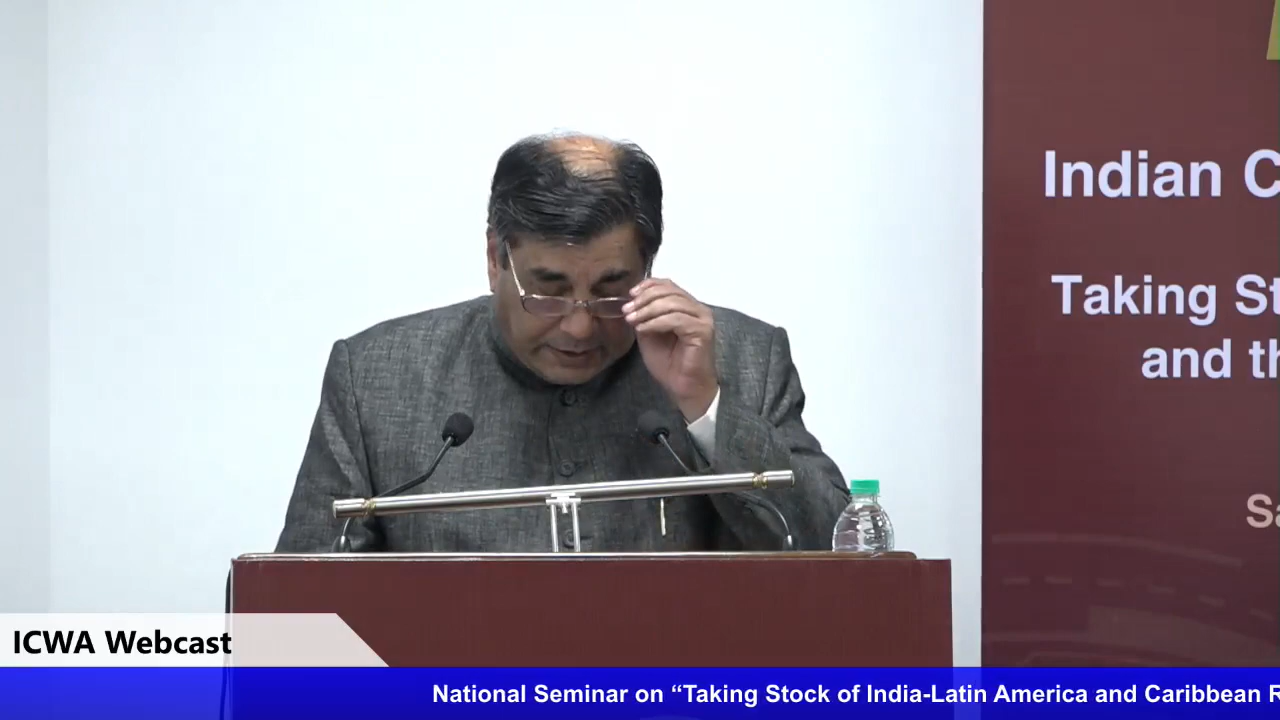 Indian C
Taking St
and th
Sa
ICWA Webcast
National Seminar on “Taking Stock of India-Latin America and Caribbean R